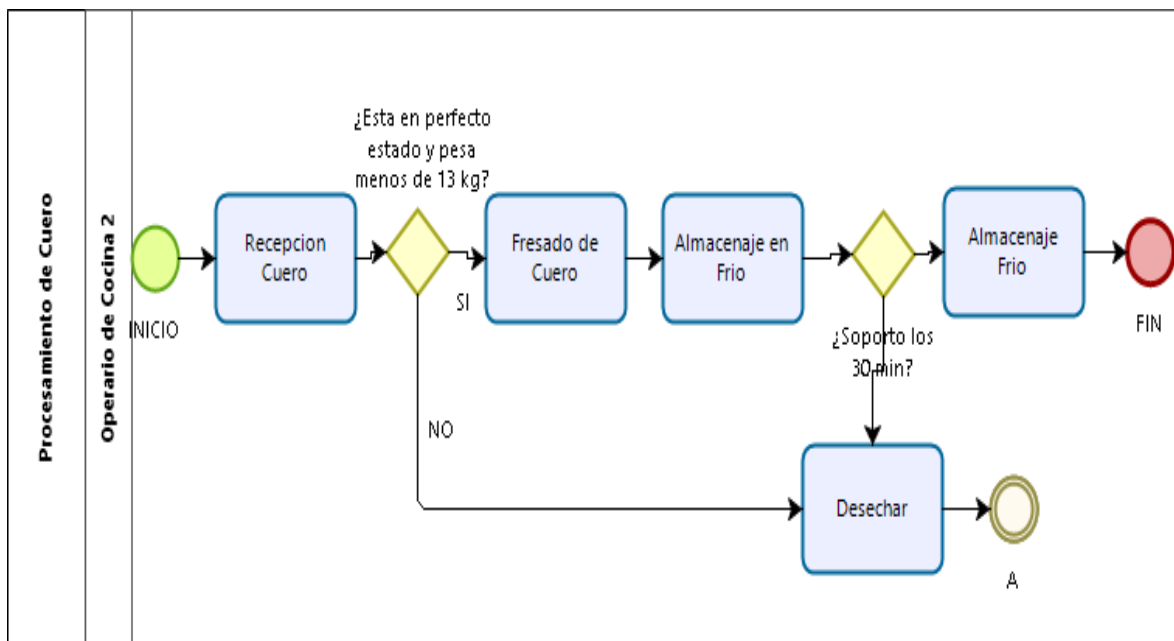 Procesamiento de Cuero
Operario de Cocina 2
INICIO
Recepcion
Cuero
¿Esta en perfecto
estado y pesa
menos de 13 kg?
SI
NO
Fresado de
Cuero
Almacenaje en
Frio
¿Soporto los
30 min?
Almacenaje
Frio
FIN
Desechar
A